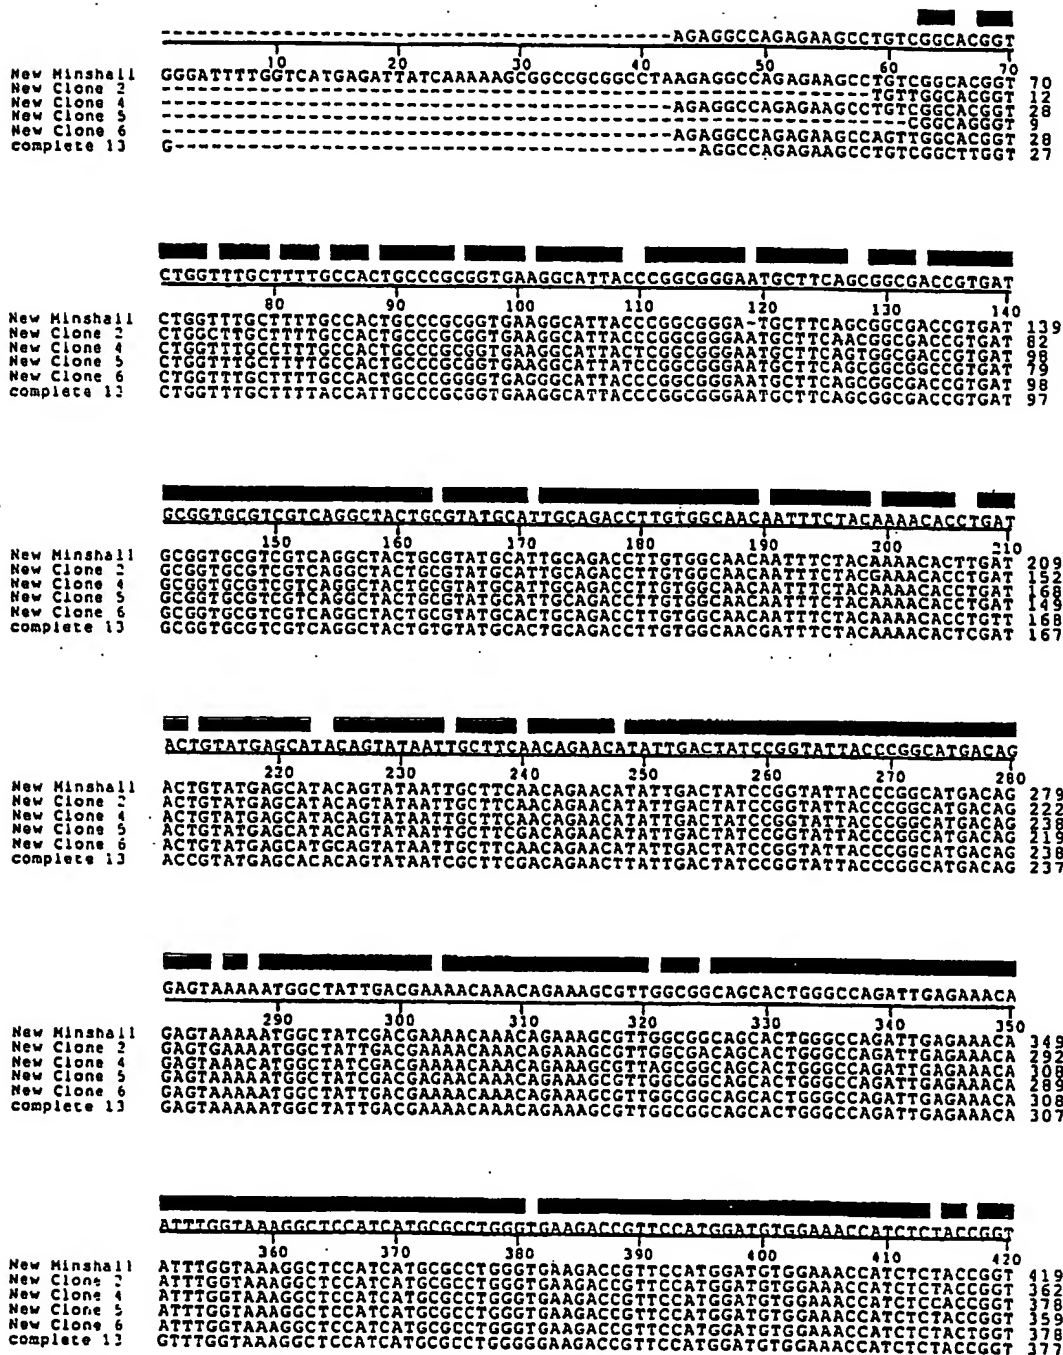 ------------------------------------------AGAGGCCAGAGAAGCCTGTCGGCACGGT
10 20 30 40 50 60 70
New Minshall GGGATTTTGGTCATGAGATTATCAAAAAGCGGCCGCGGCCTAAGAGGCCAGAGAAGCCTGTCGGCACGGT 70
New Clone 2 ----------------------------------------------------------TGTTGGCACGGT 12
New Clone 4 ------------------------------------------AGAGGCCAGAGAAGCCTGTCGGCACGGT 28
New Clone 5 -------------------------------------------------------------CGGCAGGGT 9
New Clone 6 ------------------------------------------AGAGGCCAGAGAAGCCAGTTGGCACGGT 28
complete 13 G-------------------------------------------AGGCCAGAGAAGCCTGTCGGCTTGGT 27
CTGGTTTGCTTTTGCCACTGCCCGCGGTGAAGGCATTACCCGGCGGGAATGCTTCAGCGGCGACCGTGAT
80 90 100 110 120 130 140
New Minshall CTGGTTTGCTTTTGCCACTGCCCGCGGTGAAGGCATTACCCGGCGGGA-TGCTTCAGCGGCGACCGTGAT 139
New Clone 2 CTGGCTTGCTTTTGCCACTGCCCGCGGTGAAGGCATTACCCGGCGGGAATGCTTCAACGGCGACCGTGAT 82
New Clone 4 CTGGTTTGCCTTTGCCACTGCCCGCGGTGAAGGCATTACTCGGCGGGAATGCTTCAGTGGCGACCGTGAT 98
New Clone 5 CTGGTTTGCTTTTGCCACTGCCCGCGGTGAAGGCATTATCCGGCGGGAATGCTTCAGCGGCGGCCGTGAT 79
New Clone 6 CTGGTTTGCTTTTGCCACTGCCCGGGGTGAGGGCATTACCCGGCGGGAATGCTTCAGCGGCGACCGTGAT 98
complete 13 CTGGTTTGCTTTTACCATTGCCCGCGGTGAAGGCATTACCCGGCGGGAATGCTTCAGCGGCGACCGTGAT 97
GCGGTGCGTCGTCAGGCTACTGCGTATGCATTGCAGACCTTGTGGCAACAATTTCTACAAAACACCTGAT
150 160 170 180 190 200 210
New Minshall GCGGTGCGTCGTCAGGCTACTGCGTATGCATTGCAGACCTTGTGGCAACAATTTCTACAAAACACTTGAT 209
New Clone 2 GCGGTGCGTCGTCAGGCTACTGCGTATGCATTGCAGACCTTGTGGCAACAATTTCTACGAAACACCTGAT 152
New Clone 4 GCGGTGCGTCGTCAGGCTACTGCGTATGCATTGCAGACCTTGTGGCAACAATTTCTACAAAACACCTGAT 168
New Clone 5 GCGGTGCGTCGTCAGGCTACTGCGTATGCATTGCAGACCTTGTGGCAACAATTTCTACAAAACACCTGAT 149
New Clone 6 GCGGTGCGTCGTCAGGCTACTGCGTATGCACTGCAGACCTTGTGGCAACAATTTCTACAAAACACCTGTT 168
complete 13 GCGGTGCGTCGTCAGGCTACTGTGTATGCACTGCAGACCTTGTGGCAACGATTTCTACAAAACACTCGAT 167
ACTGTATGAGCATACAGTATAATTGCTTCAACAGAACATATTGACTATCCGGTATTACCCGGCATGACAG
220 230 240 250 260 270 280
New Minshall ACTGTATGAGCATACAGTATAATTGCTTCAACAGAACATATTGACTATCCGGTATTACCCGGCATGACAG 279
New Clone 2 ACTGTATGAGCATACAGTATAATTGCTTCAACAGAACATATTGACTATCCGGTATTACCCGGCATGACAG 222
New Clone 4 ACTGTATGAGCATACAGTATAATTGCTTCAACAGAACATATTGACTATCCGGTATTACCCGGCATGACAG 238
New Clone 5 ACTGTATGAGCATACAGTATAATTGCTTCGACAGAACATATTGACTATCCGGTATTACCCGGCATGACAG 219
New Clone 6 ACTGTATGAGCATGCAGTATAATTGCTTCAACAGAACATATTGACTATCCGGTATTACCCGGCATGACAG 238
complete 13 ACCGTATGAGCACACAGTATAATCGCTTCGACAGAACTTATTGACTATCCGGTATTACCCGGCATGACAG 237
GAGTAAAAATGGCTATTGACGAAAACAAACAGAAAGCGTTGGCGGCAGCACTGGGCCAGATTGAGAAACA
290 300 310 320 330 340 350
New Minshall GAGTAAAAATGGCTATCGACGAAAACAAACAGAAAGCGTTGGCGGCAGCACTGGGCCAGATTGAGAAACA 349
New Clone 2 GAGTGAAAATGGCTATTGACGAAAACAAACAGAAAGCGTTGGCGACAGCACTGGGCCAGATTGAGAAACA 292
New Clone 4 GAGTAAACATGGCTATCGACGAAAACAAACAGAAAGCGTTAGCGGCAGCACTGGGCCAGATTGAGAAACA 308
New Clone 5 GAGTAAAAATGGCTATCGACGAGAACAAACAGAAAGCGTTGGCGGCAGCACTGGGCCAGATTGAGAAACA 289
New Clone 6 GAGTAAAAATGGCTATTGACGAAAACAAACAGAAAGCGTTGGCGGCAGCACTGGGCCAGATTGAGAAACA 308
complete 13 GAGTAAAAATGGCTATTGACGAAAACAAACAGAAAGCGTTGGCGGCAGCACTGGGCCAGATTGAGAAACA 307
ATTTGGTAAAGGCTCCATCATGCGCCTGGGTGAAGACCGTTCCATGGATGTGGAAACCATCTCTACCGGT
360 370 380 390 400 410 420
New Minshall ATTTGGTAAAGGCTCCATCATGCGCCTGGGTGAAGACCGTTCCATGGATGTGGAAACCATCTCTACCGGT 419
New Clone 2 ATTTGGTAAAGGCTCCATCATGCGCCTGGGTGAAGACCGTTCCATGGATGTGGAAACCATCTCTACCGGT 362
New Clone 4 ATTTGGTAAAGGCTCCATCATGCGCCTGGGTGAAGACCGTTCCATGGATGTGGAAACCATCTCCACCGGT 378
New Clone 5 ATTTGGTAAAGGCTCCATCATGCGCCTGGGTGAAGACCGTTCCATGGATGTGGAAACCATCTCTACCGGT 359
New Clone 6 ATTTGGTAAAGGCTCCATCATGCGCCTGGGTGAAGACCGTTCCATGGATGTGGAAACCATCTCTACTGGT 378
complete 13 GTTTGGTAAAGGCTCCATCATGCGCCTGGGGGAAGACCGTTCCATGGATGTGGAAACCATCTCTACCGGT 377